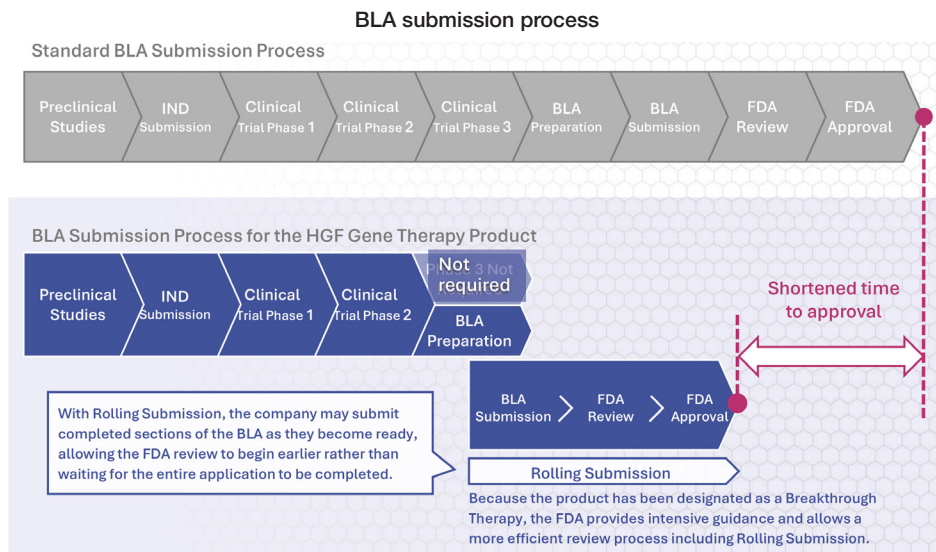 BLA submission process
Standard BLA Submission Process
Preclinical
Studies
IND
Submission
Clinical
Trial Phase 1
Clinical
Trial Phase 2
Clinical
Trial Phase 3
BLA
Preparation
BLA
Submission
FDA
Review
FDA
Approval
BLA Submission Process for the HGF Gene Therapy Product
Preclinical
Studies
IND
Submission
Clinical
Trial Phase 1
Clinical
Trial Phase 2
Phase 3 Not
Not
required
BLA
Preparation
Shortened time
to approval
BLA
Submission
FDA
Review
FDA
Approval
With Rolling Submission, the company may submit
completed sections of the BLA as they become ready,
allowing the FDA review to begin earlier rather than
waiting for the entire application to be completed.
Rolling Submission
Because the product has been designated as a Breakthrough
Therapy, the FDA provides intensive guidance and allows a
more efficient review process including Rolling Submission.